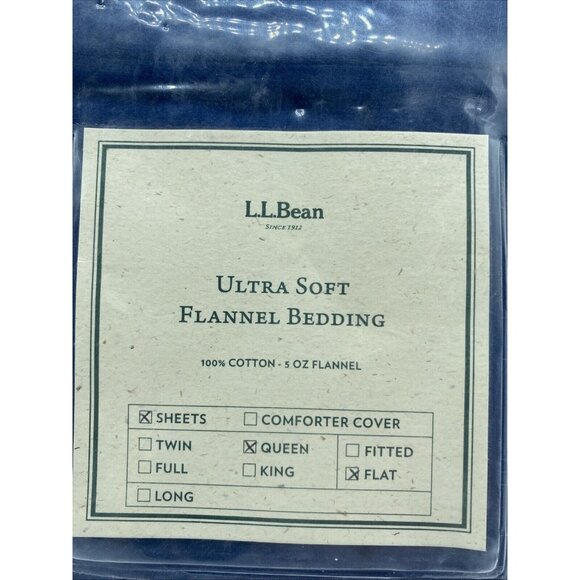 L.L.Bean
SINCE 1912
ULTRA SOFT
FLANNEL BEDDING
100% COTTON - 5 OZ FLANNEL
☒ SHEETS ☐ COMFORTER COVER
☐ TWIN ☒ QUEEN ☐ FITTED
☐ FULL ☐ KING ☒ FLAT
☐ LONG